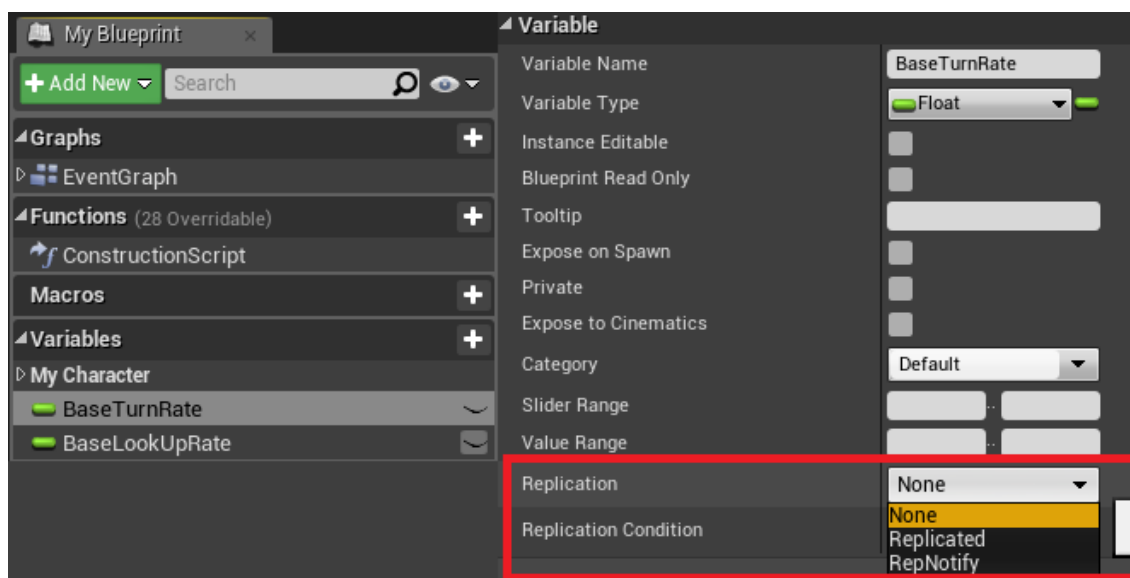 My Blueprint
Add New
Search
Graphs
EventGraph
Functions (28 Overridable)
ConstructionScript
Macros
Variables
My Character
BaseTurnRate
BaseLookUpRate
Variable
Variable Name BaseTurnRate
Variable Type Float
Instance Editable
Blueprint Read Only
Tooltip
Expose on Spawn
Private
Expose to Cinematics
Category Default
Slider Range ..
Value Range ..
Replication None
None
Replication Condition
Replicated
RepNotify